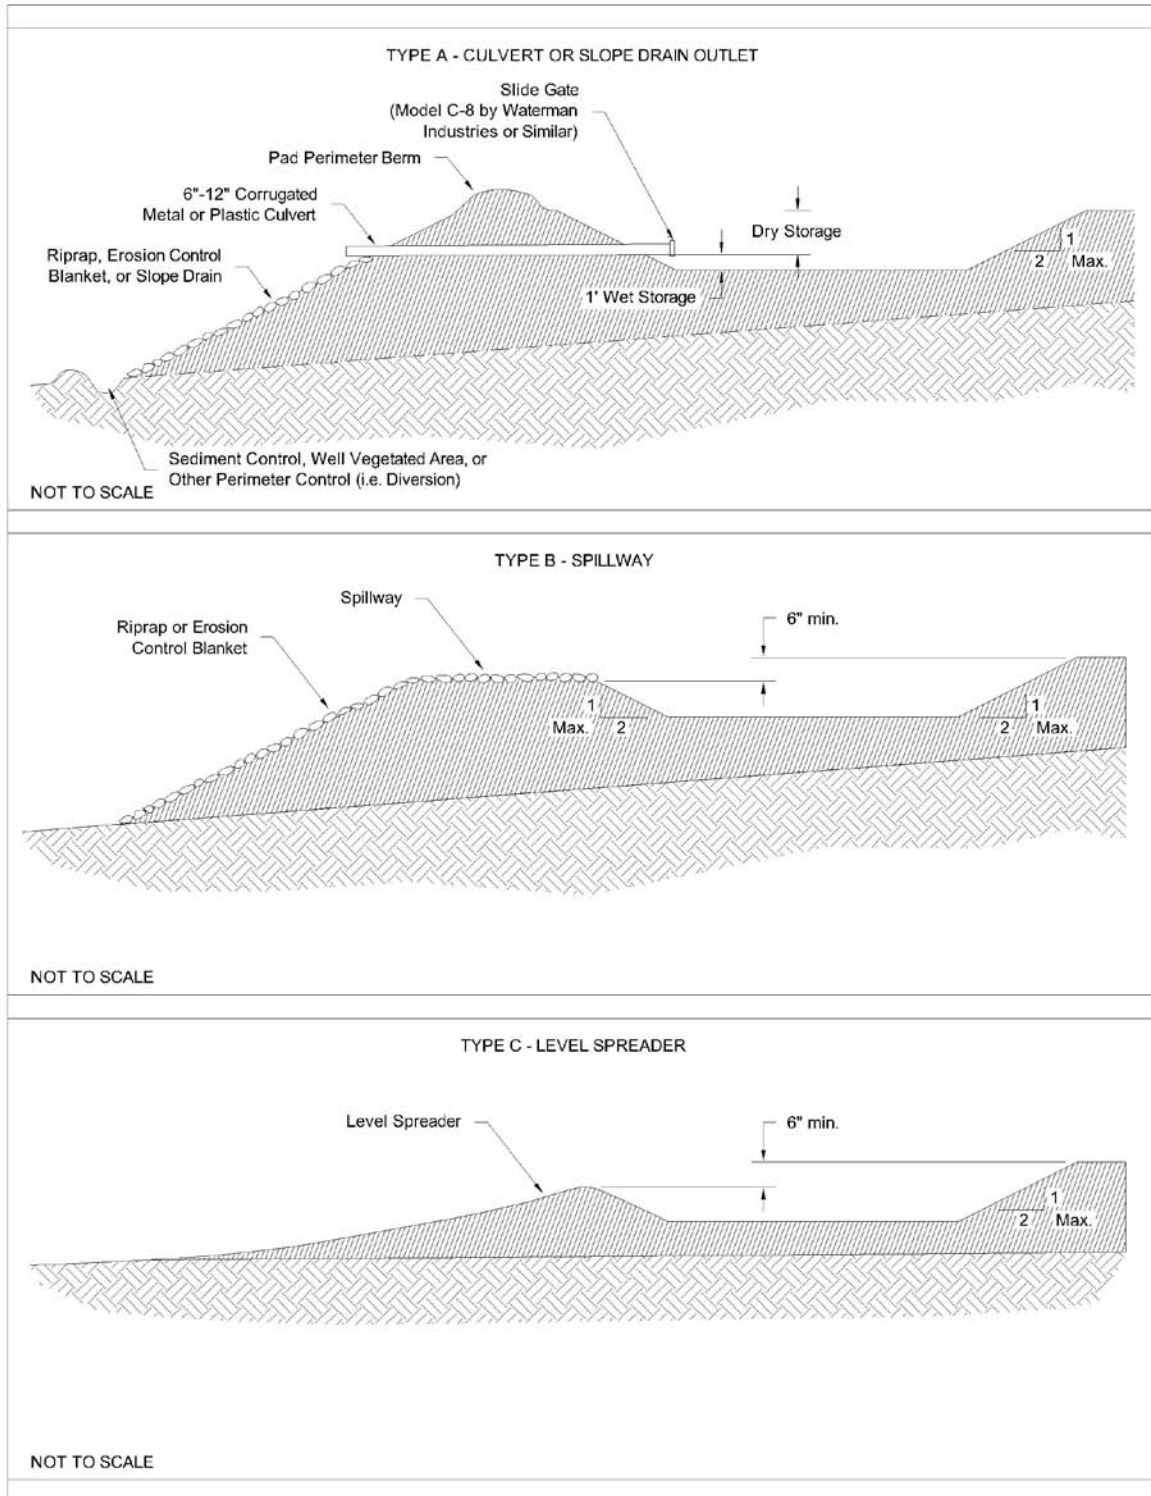 TYPE A - CULVERT OR SLOPE DRAIN OUTLET
Slide Gate
(Model C-8 by Waterman
Industries or Similar)
Pad Perimeter Berm
6"-12" Corrugated
Metal or Plastic Culvert
Dry Storage
Riprap, Erosion Control
Blanket, or Slope Drain
1
2 Max.
1' Wet Storage
Sediment Control, Well Vegetated Area, or
Other Perimeter Control (i.e. Diversion)
NOT TO SCALE
TYPE B - SPILLWAY
Spillway
6" min.
Riprap or Erosion
Control Blanket
1
Max. 2
1
2 Max.
NOT TO SCALE
TYPE C - LEVEL SPREADER
Level Spreader
6" min.
1
2 Max.
NOT TO SCALE